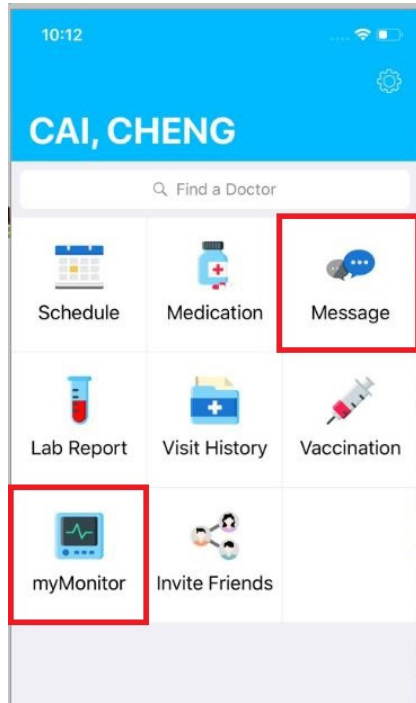 10:12
CAI, CHENG
Find a Doctor
Schedule
Medication
Message
Lab Report
Visit History
Vaccination
myMonitor
Invite Friends